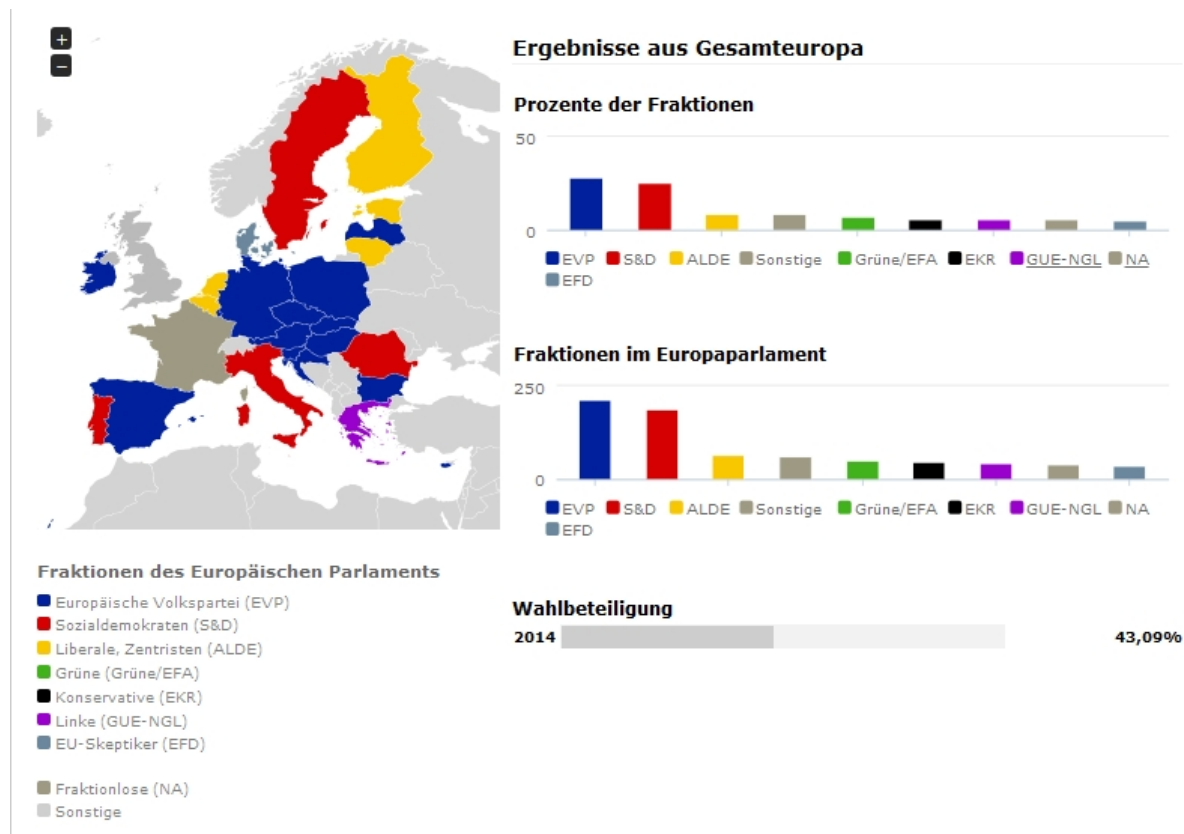 +
−
Ergebnisse aus Gesamteuropa
Prozente der Fraktionen
50
0
EVP S&D ALDE Sonstige Grüne/EFA EKR GUE-NGL NA
EFD
Fraktionen im Europaparlament
250
0
EVP S&D ALDE Sonstige Grüne/EFA EKR GUE-NGL NA
EFD
Wahlbeteiligung
2014 43,09%
Fraktionen des Europäischen Parlaments
Europäische Volkspartei (EVP)
Sozialdemokraten (S&D)
Liberale, Zentristen (ALDE)
Grüne (Grüne/EFA)
Konservative (EKR)
Linke (GUE-NGL)
EU-Skeptiker (EFD)
Fraktionlose (NA)
Sonstige